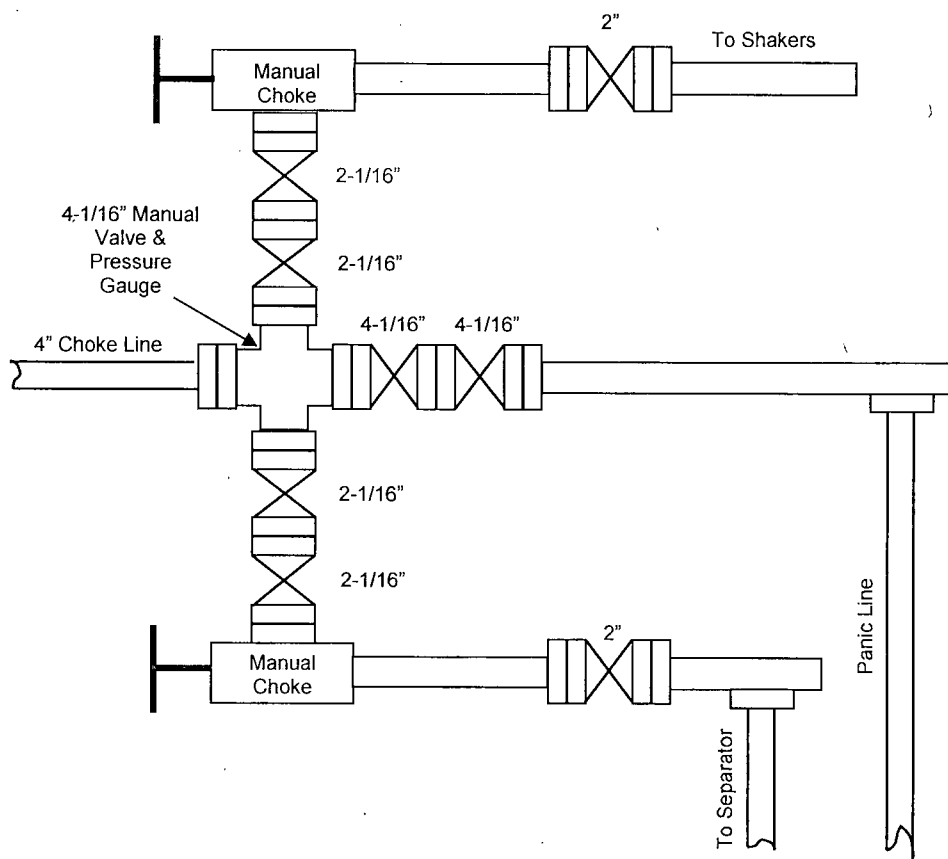 2"
To Shakers
Manual
Choke
2-1/16"
4-1/16" Manual
Valve &
Pressure
Gauge
2-1/16"
4-1/16"
4-1/16"
4" Choke Line
2-1/16"
2-1/16"
2"
Manual
Choke
Panic Line
To Separator